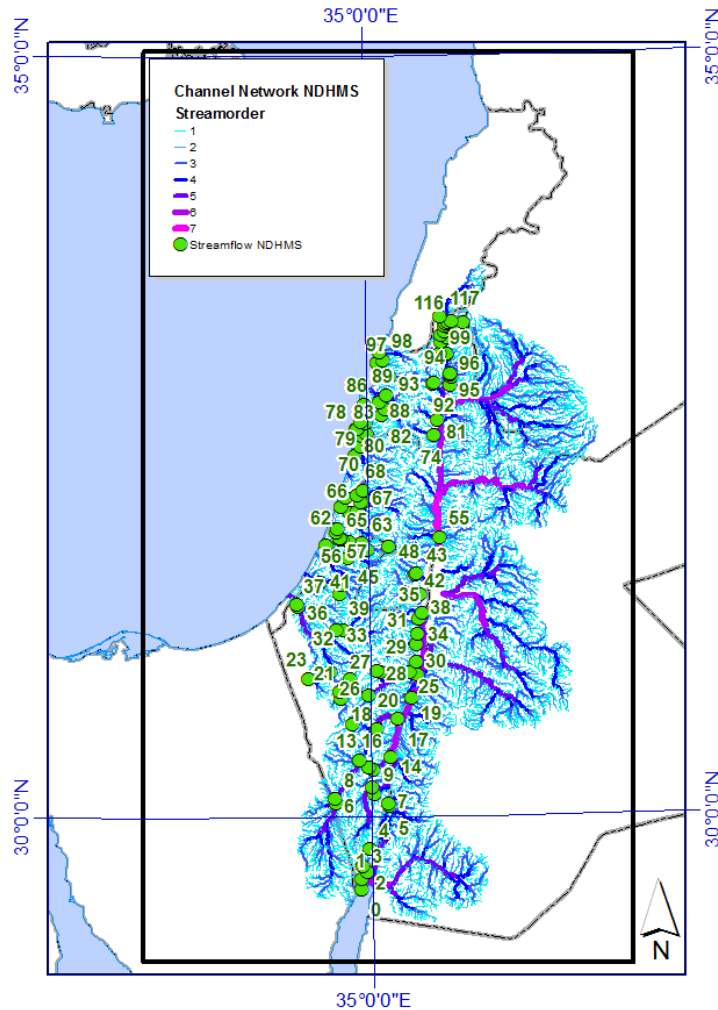 35°0'0"E
35°0'0"N
35°0'0"N
Channel Network NDHMS
Streamorder
1
2
3
4
5
6
7
Streamflow NDHMS
116 117
99
97 98
94
96
89 93
86 95
78 83 88 92
79 82 81
80
70 74
68
66 67
65
62 63 55
56 57 48 43
45
37 41 35 42
36 39 38
31
32 33 34
29
23 27 30
21 28
26 25
20
18 19
13 16 17
14
8 9
6 7
4 5
3
1
2
0
30°0'0"N
30°0'0"N
N
35°0'0"E